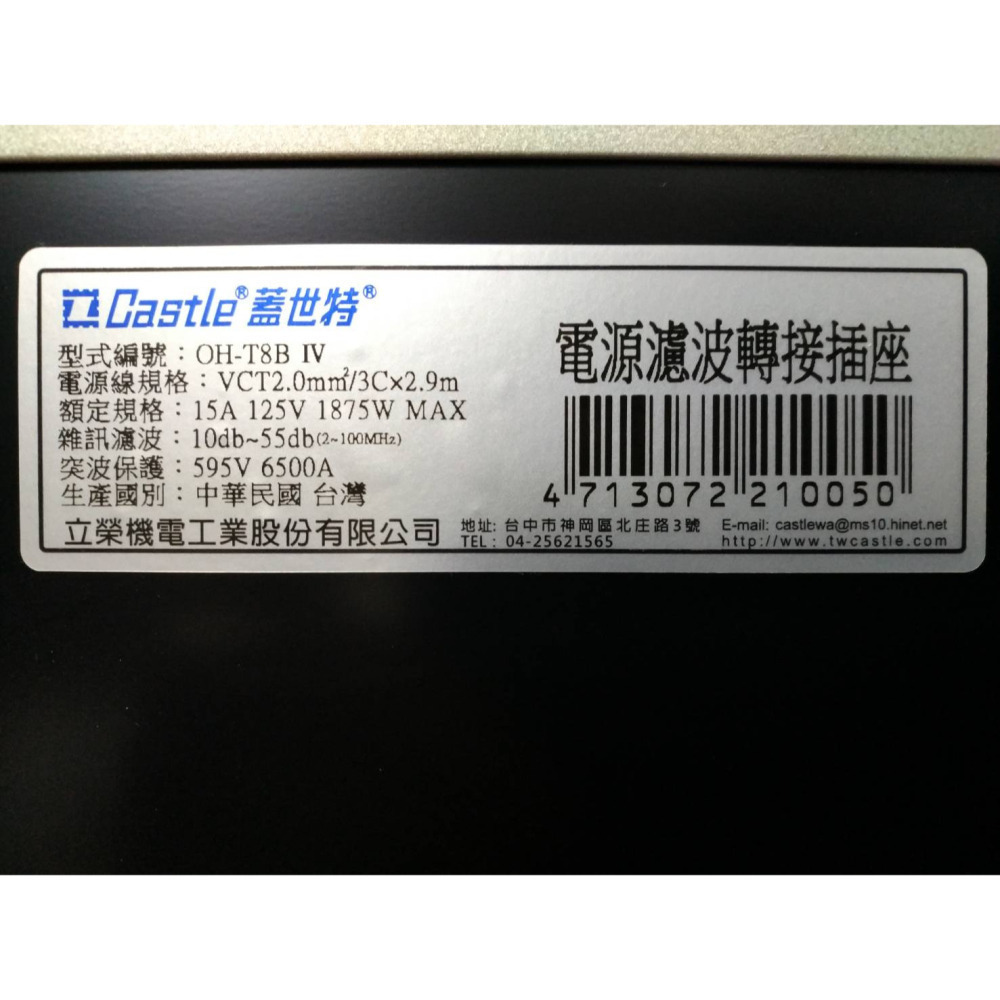 Castle® 蓋世特®
型式編號：OH-T8B Ⅳ
電源線規格：VCT2.0mm²/3C×2.9m
額定規格：15A 125V 1875W MAX
雜訊濾波：10db~55db(2~100MHz)
突波保護：595V 6500A
生產國別：中華民國 台灣
立榮機電工業股份有限公司
電源濾波轉接插座
4 713072 210050
地址: 台中市神岡區北庄路3號
TEL: 04-25621565
E-mail: castlewa@ms10.hinet.net
http://www.twcastle.com